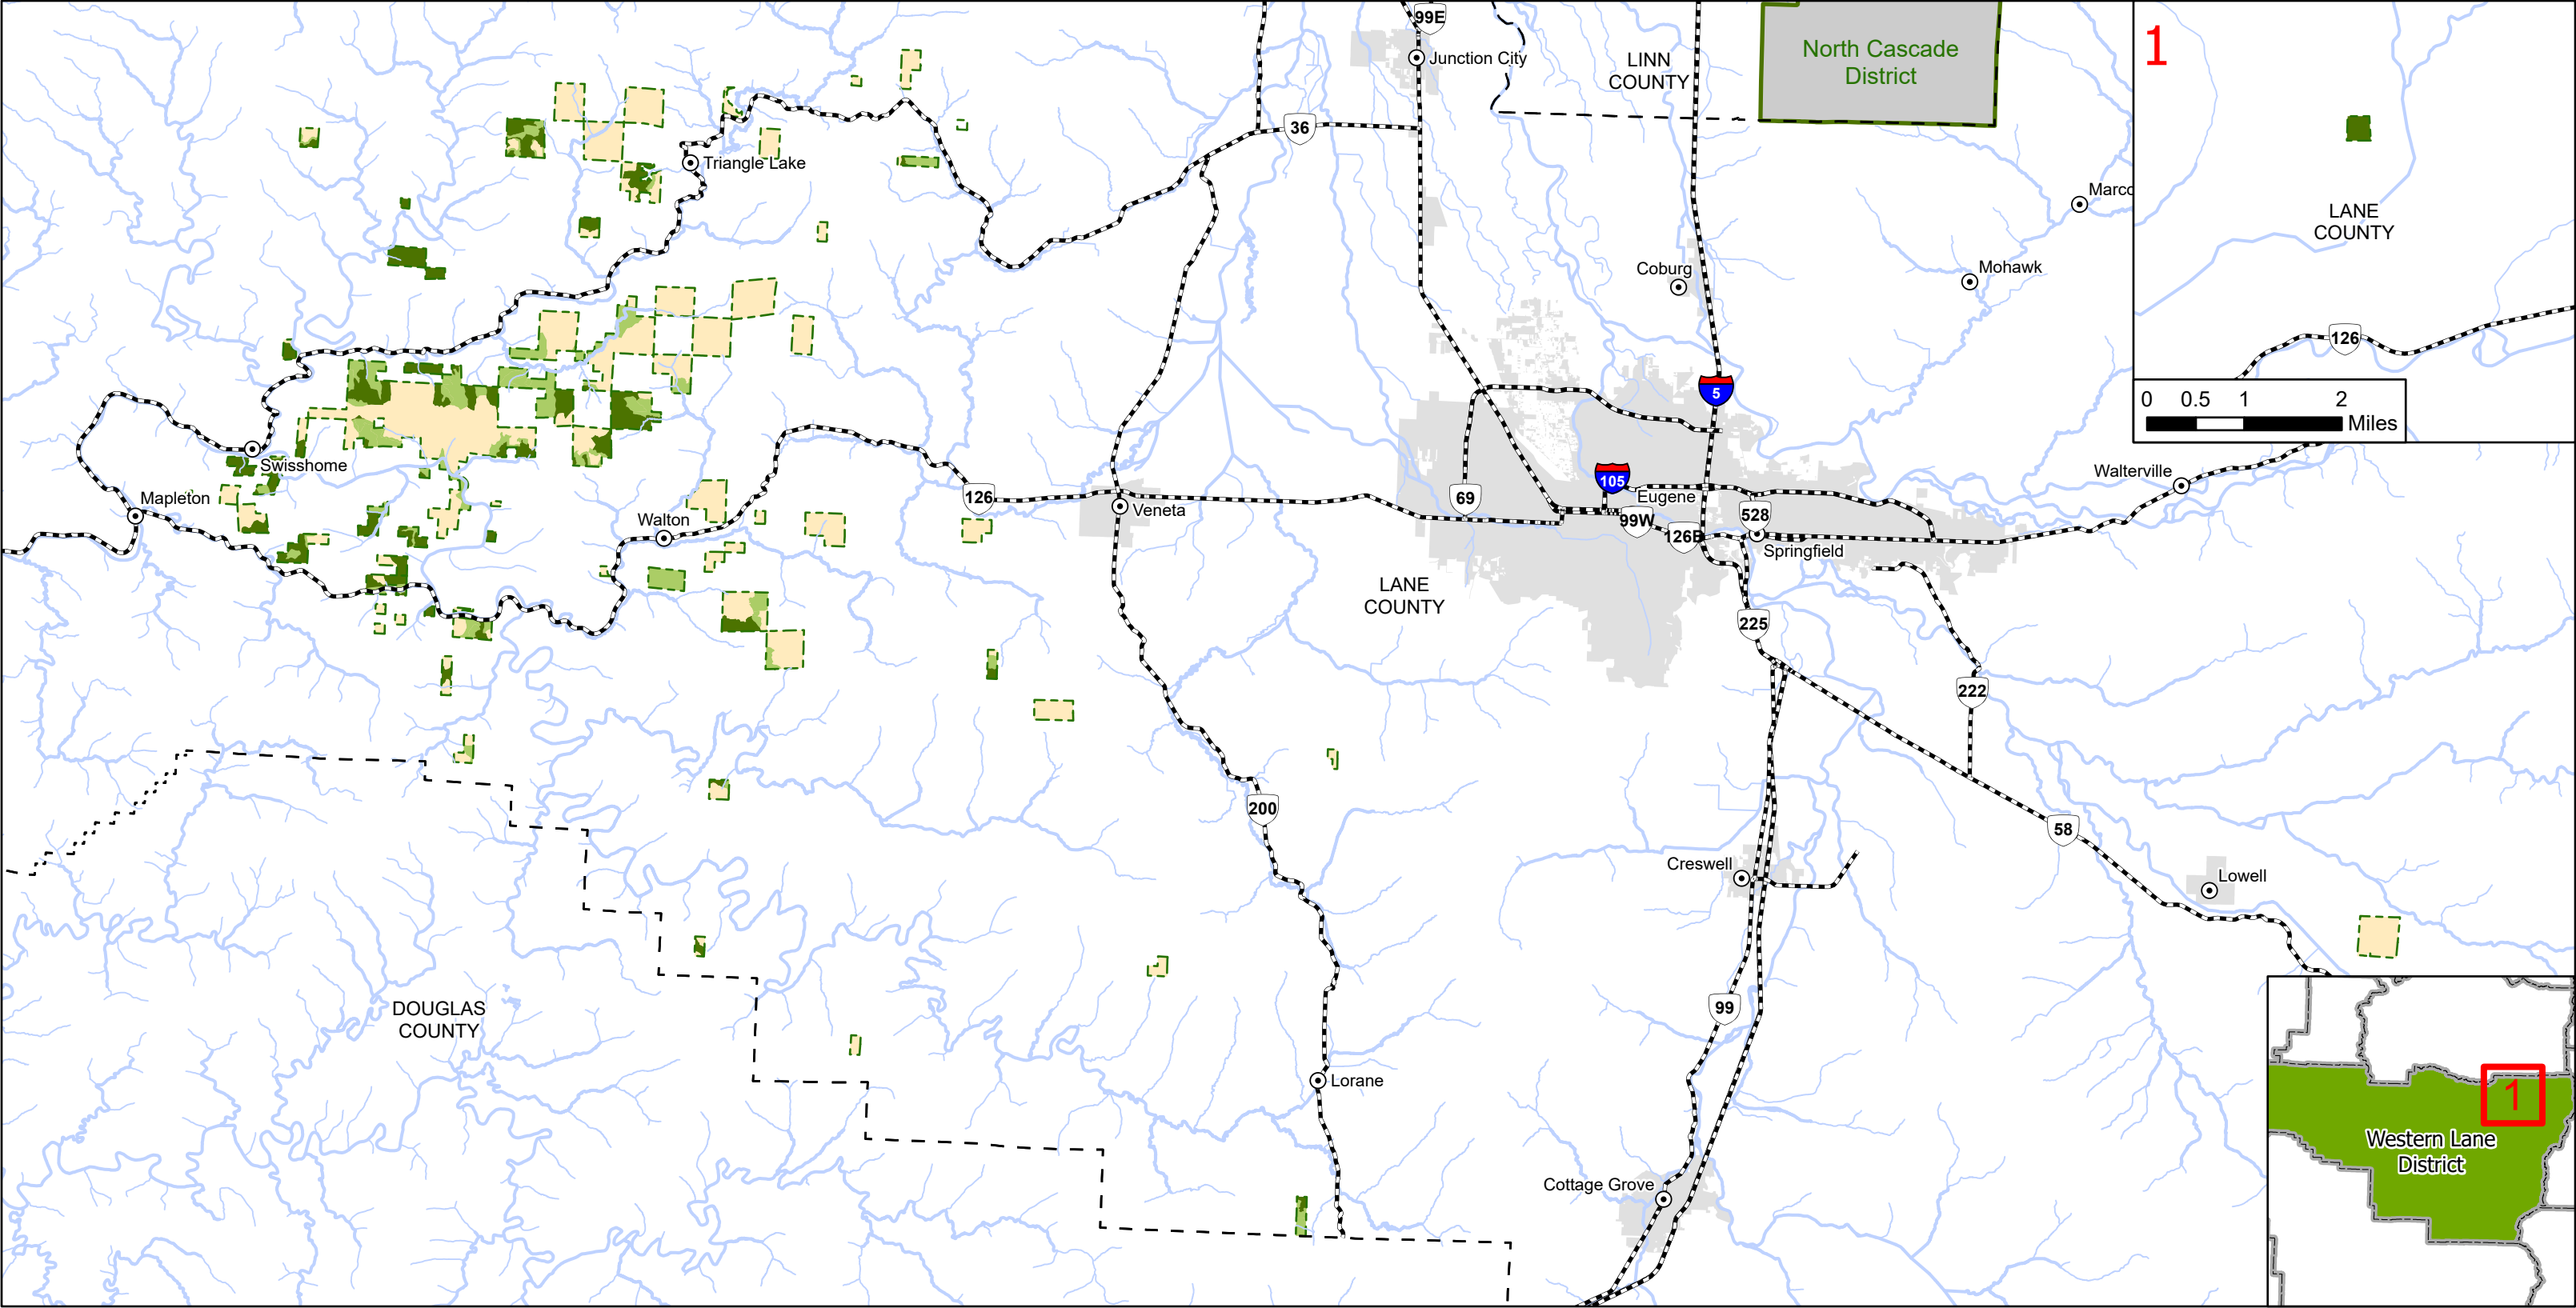 99E
Junction City
LINN
COUNTY
North Cascade
District
1
36
Triangle Lake
Marco
LANE
COUNTY
Coburg
Mohawk
126
0 0.5 1 2
Miles
5
Swisshome
Mapleton
Walton
126
Veneta
69
105
Eugene
99W
126B
528
Springfield
Walterville
LANE
COUNTY
225
222
200
58
Creswell
Lowell
99
DOUGLAS
COUNTY
Lorane
Cottage Grove
1
Western Lane
District